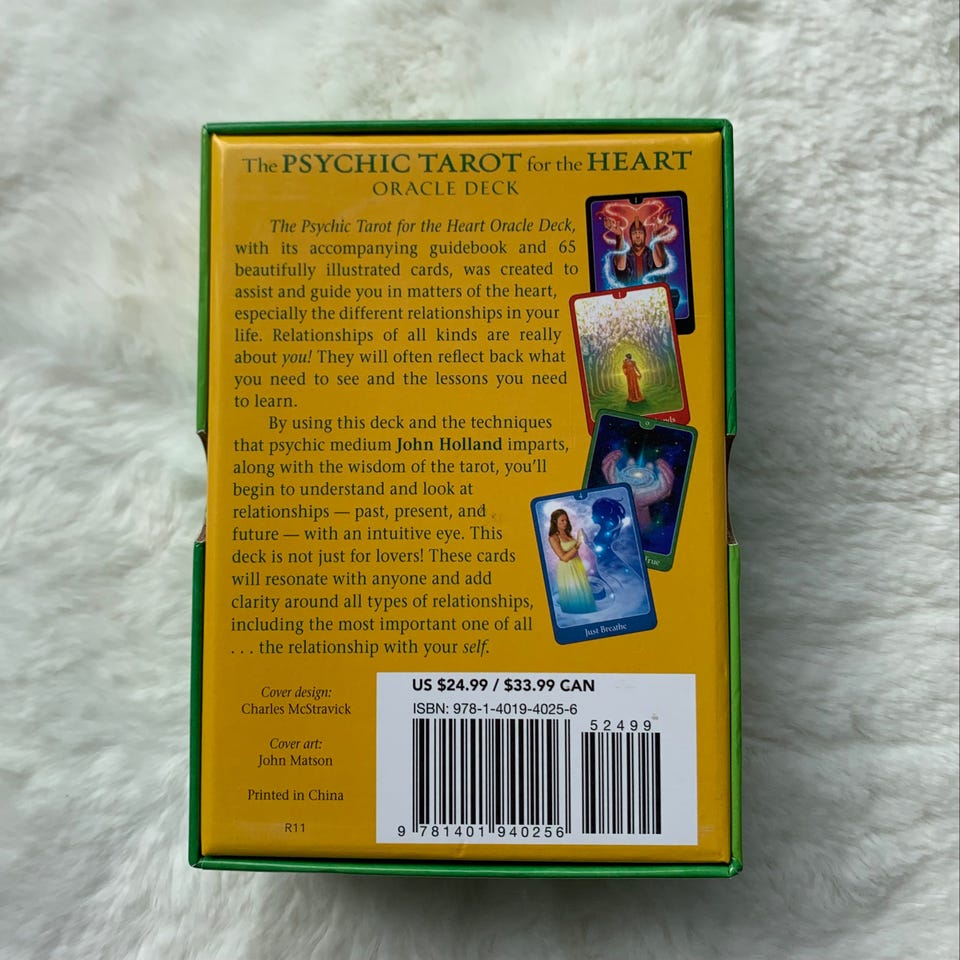 The PSYCHIC TAROT for the HEART
ORACLE DECK
The Psychic Tarot for the Heart Oracle Deck,
with its accompanying guidebook and 65
beautifully illustrated cards, was created to
assist and guide you in matters of the heart,
especially the different relationships in your
life. Relationships of all kinds are really
about you! They will often reflect back what
you need to see and the lessons you need
to learn.
By using this deck and the techniques
that psychic medium John Holland imparts,
along with the wisdom of the tarot, you'll
begin to understand and look at
relationships — past, present, and
future — with an intuitive eye. This
deck is not just for lovers! These cards
will resonate with anyone and add
clarity around all types of relationships,
including the most important one of all
. . . the relationship with your self.
1
6
4
Just Breathe
Cover design:
Charles McStravick
Cover art:
John Matson
Printed in China
R11
US $24.99 / $33.99 CAN
ISBN: 978-1-4019-4025-6
52499
9 781401 940256